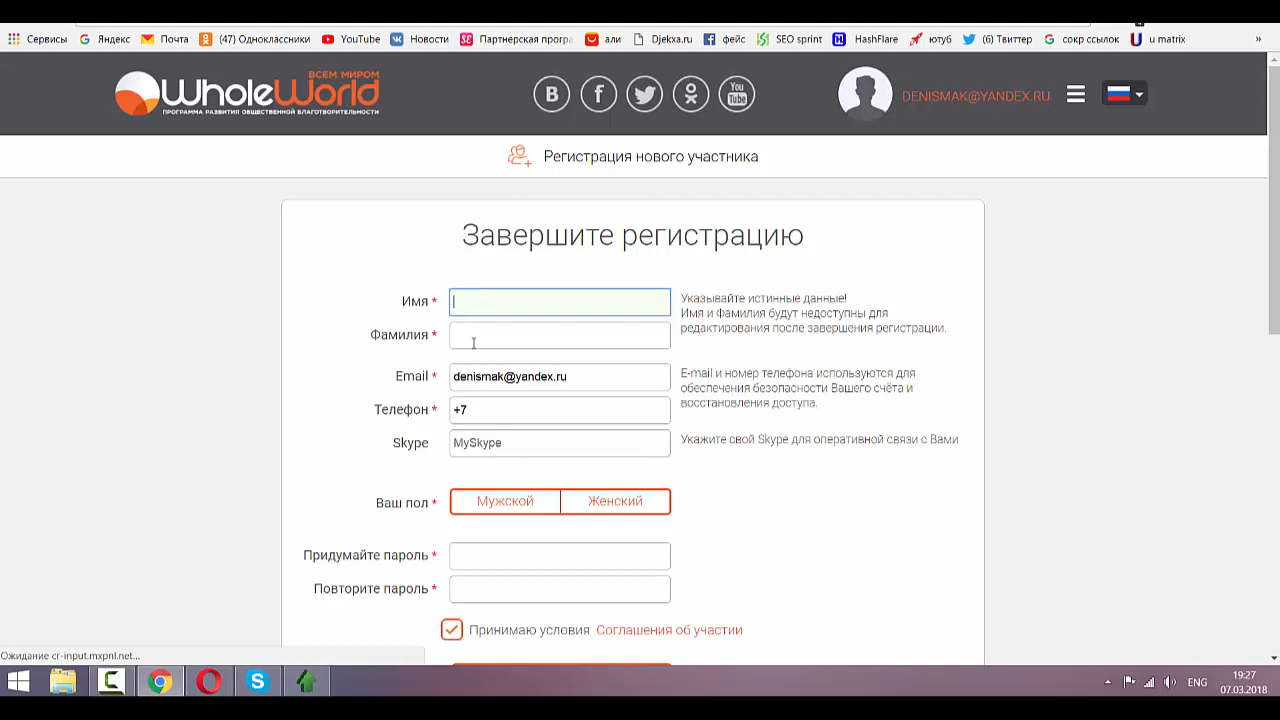 Сервисы Яндекс Почта (47) Одноклассники YouTube Новости Партнерская програ али Djekxa.ru фейс SEO sprint HashFlare ютуб (6) Твиттер сокр ссылок u matrix »
ВСЕМ МИРОМ
WholeWorld
ПРОГРАММА РАЗВИТИЯ ОБЩЕСТВЕННОЙ БЛАГОТВОРИТЕЛЬНОСТИ
B f You Tube
DENISMAK@YANDEX.RU
Регистрация нового участника
Завершите регистрацию
Имя *
Указывайте истинные данные!
Имя и Фамилия будут недоступны для
редактирования после завершения регистрации.
Фамилия *
Email * denismak@yandex.ru
E-mail и номер телефона используются для
обеспечения безопасности Вашего счёта и
восстановления доступа.
Телефон * +7
Skype MySkype Укажите свой Skype для оперативной связи с Вами
Ваш пол * Мужской Женский
Придумайте пароль *
Повторите пароль *
Принимаю условия Соглашения об участии
Ожидание cr-input.mxpnl.net...
ENG
19:27
07.03.2018